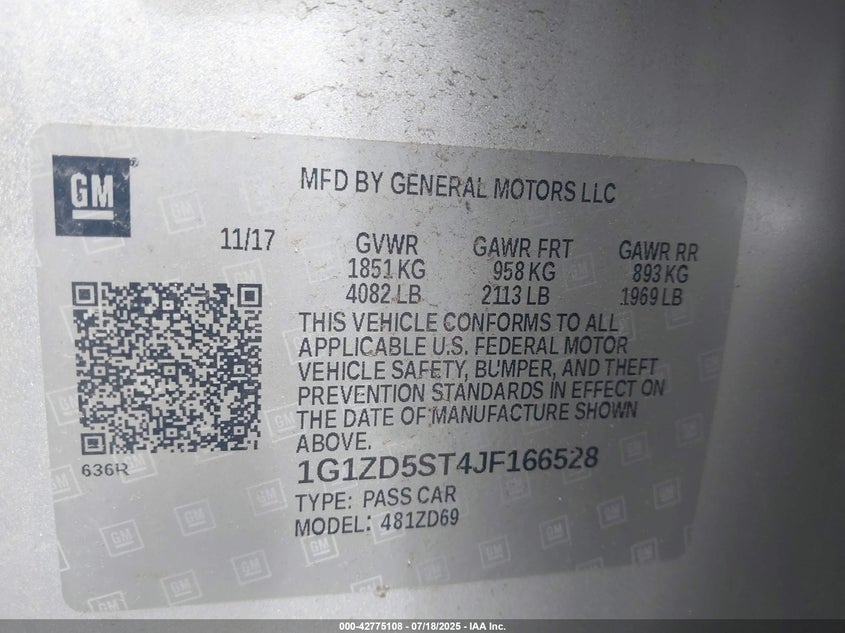 GM
MFD BY GENERAL MOTORS LLC
11/17
GVWR GAWR FRT GAWR RR
1851 KG 958 KG 893 KG
4082 LB 2113 LB 1969 LB
THIS VEHICLE CONFORMS TO ALL
APPLICABLE U.S. FEDERAL MOTOR
VEHICLE SAFETY, BUMPER, AND THEFT
PREVENTION STANDARDS IN EFFECT ON
THE DATE OF MANUFACTURE SHOWN
ABOVE.
636R
1G1ZD5ST4JF166528
TYPE: PASS CAR
MODEL: 481ZD69
000-42775108 - 07/18/2025 - IAA Inc.